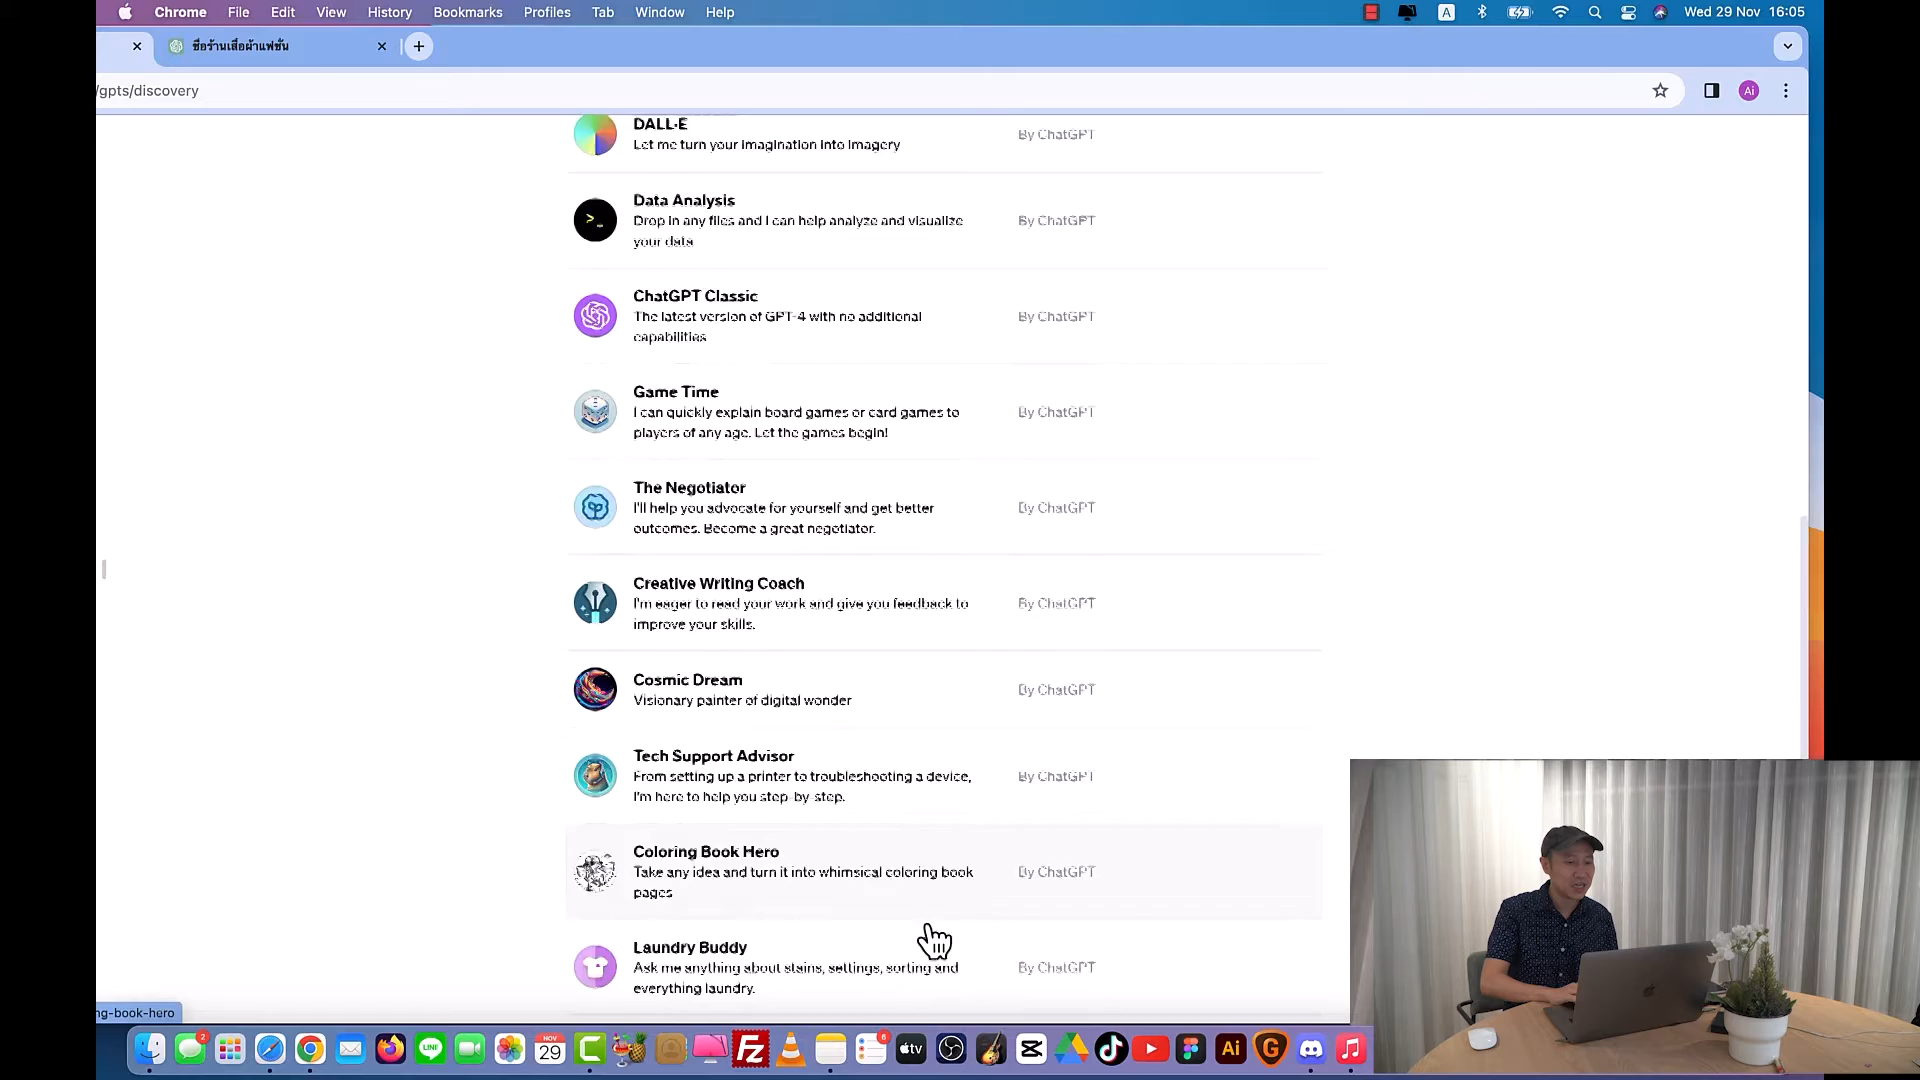 Chrome File Edit View History Bookmarks Profiles Tab Window Help
A
Wed 29 Nov 16:05
ชื่อร้านเสื้อผ้าแฟชั่น
/gpts/discovery
Ai
DALL·E
Let me turn your imagination into imagery
By ChatGPT
Data Analysis
Drop in any files and I can help analyze and visualize
your data
By ChatGPT
ChatGPT Classic
The latest version of GPT-4 with no additional
capabilities
By ChatGPT
Game Time
I can quickly explain board games or card games to
players of any age. Let the games begin!
By ChatGPT
The Negotiator
I'll help you advocate for yourself and get better
outcomes. Become a great negotiator.
By ChatGPT
Creative Writing Coach
I'm eager to read your work and give you feedback to
improve your skills.
By ChatGPT
Cosmic Dream
Visionary painter of digital wonder
By ChatGPT
Tech Support Advisor
From setting up a printer to troubleshooting a device,
I'm here to help you step-by-step.
By ChatGPT
Coloring Book Hero
Take any idea and turn it into whimsical coloring book
pages
By ChatGPT
Laundry Buddy
Ask me anything about stains, settings, sorting and
everything laundry.
By ChatGPT
ng-book-hero
2
LINE
NOV
29
C
Fz
6
tv
Ai
G